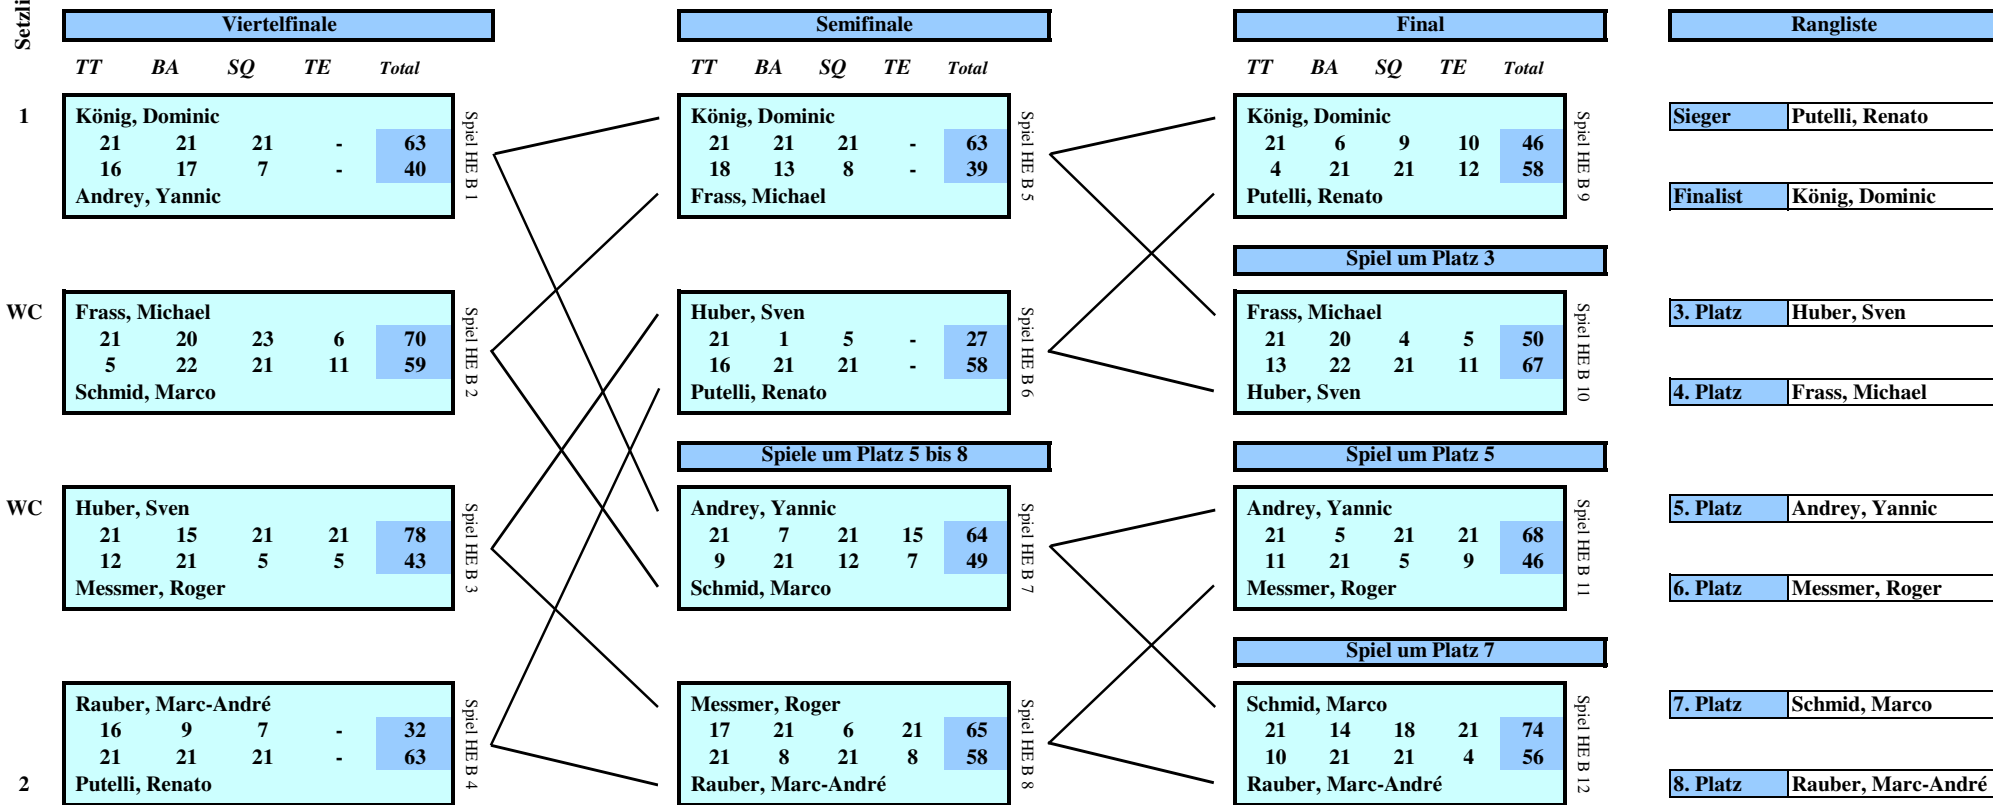 Setzli
Viertelfinale
TT BA SQ TE Total
1
König, Dominic
21 21 21 - 63
16 17 7 - 40
Andrey, Yannic
Spiel HE B 1
WC
Frass, Michael
21 20 23 6 70
5 22 21 11 59
Schmid, Marco
Spiel HE B 2
WC
Huber, Sven
21 15 21 21 78
12 21 5 5 43
Messmer, Roger
Spiel HE B 3
Rauber, Marc-André
16 9 7 - 32
21 21 21 - 63
2
Putelli, Renato
Spiel HE B 4
Semifinale
TT BA SQ TE Total
König, Dominic
21 21 21 - 63
18 13 8 - 39
Frass, Michael
Spiel HE B 5
Huber, Sven
21 1 5 - 27
16 21 21 - 58
Putelli, Renato
Spiel HE B 6
Spiele um Platz 5 bis 8
Andrey, Yannic
21 7 21 15 64
9 21 12 7 49
Schmid, Marco
Spiel HE B 7
Messmer, Roger
17 21 6 21 65
21 8 21 8 58
Rauber, Marc-André
Spiel HE B 8
Final
TT BA SQ TE Total
König, Dominic
21 6 9 10 46
4 21 21 12 58
Putelli, Renato
Spiel HE B 9
Spiel um Platz 3
Frass, Michael
21 20 4 5 50
13 22 21 11 67
Huber, Sven
Spiel HE B 10
Spiel um Platz 5
Andrey, Yannic
21 5 21 21 68
11 21 5 9 46
Messmer, Roger
Spiel HE B 11
Spiel um Platz 7
Schmid, Marco
21 14 18 21 74
10 21 21 4 56
Rauber, Marc-André
Spiel HE B 12
Rangliste
Sieger Putelli, Renato
Finalist König, Dominic
3. Platz Huber, Sven
4. Platz Frass, Michael
5. Platz Andrey, Yannic
6. Platz Messmer, Roger
7. Platz Schmid, Marco
8. Platz Rauber, Marc-André